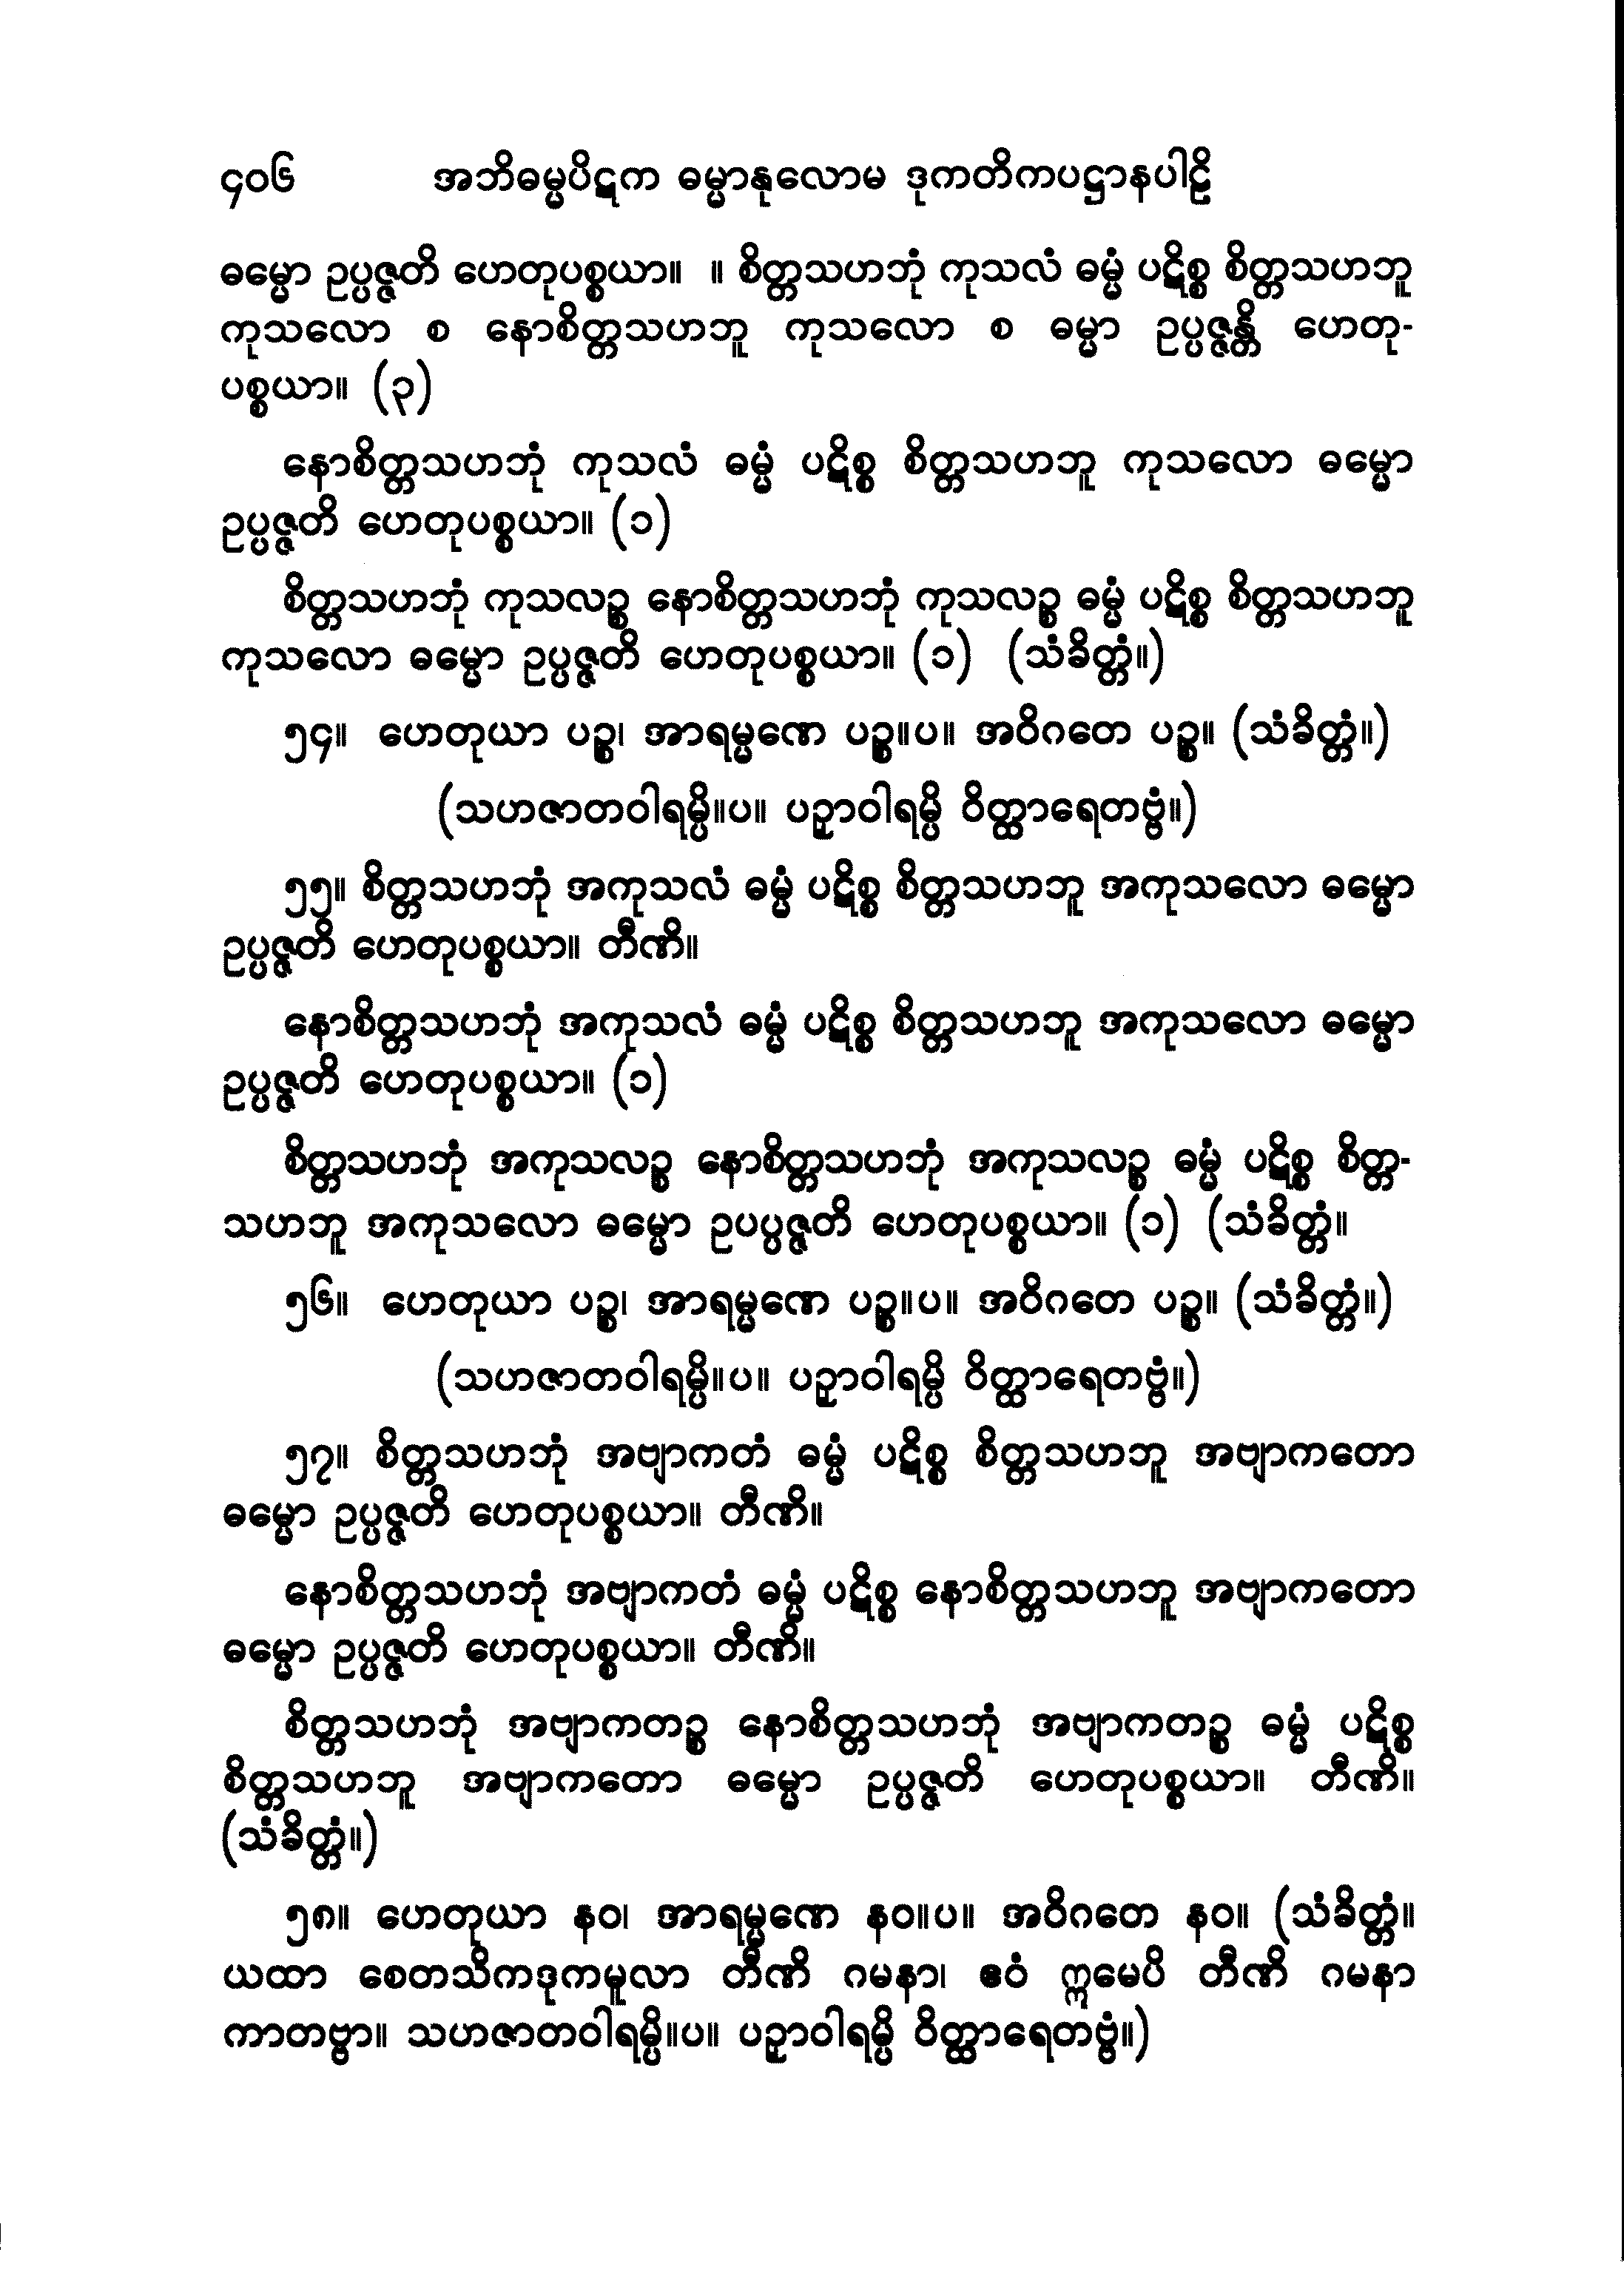 ၄၀၆ အဘိဓမ္မပိဋက ဓမ္မာနုလောမ ဒုကတိကပဋ္ဌာနပါဠိ
ဓမ္မော ဥပ္ပဇ္ဇတိ ဟေတုပစ္စယာ။ ။ စိတ္တသဟဘုံ ကုသလံ ဓမ္မံ ပဋိစ္စ စိတ္တသဟဘူ
ကုသလော စ နောစိတ္တသဟဘူ ကုသလော စ ဓမ္မာ ဥပ္ပဇ္ဇန္တိ ဟေတု-
ပစ္စယာ။ (၃)
နောစိတ္တသဟဘုံ ကုသလံ ဓမ္မံ ပဋိစ္စ စိတ္တသဟဘူ ကုသလော ဓမ္မော
ဥပ္ပဇ္ဇတိ ဟေတုပစ္စယာ။ (၁)
စိတ္တသဟဘုံ ကုသလဉ္စ နောစိတ္တသဟဘုံ ကုသလဉ္စ ဓမ္မံ ပဋိစ္စ စိတ္တသဟဘူ
ကုသလော ဓမ္မော ဥပ္ပဇ္ဇတိ ဟေတုပစ္စယာ။ (၁) (သံခိတ္တံ။)
၅၄။ ဟေတုယာ ပဉ္စ၊ အာရမ္မဏေ ပဉ္စ။ပ။ အဝိဂတေ ပဉ္စ။ (သံခိတ္တံ။)
(သဟဇာတဝါရမ္ပိ။ပ။ ပဉှာဝါရမ္ပိ ဝိတ္ထာရေတဗ္ဗံ။)
၅၅။ စိတ္တသဟဘုံ အကုသလံ ဓမ္မံ ပဋိစ္စ စိတ္တသဟဘူ အကုသလော ဓမ္မော
ဥပ္ပဇ္ဇတိ ဟေတုပစ္စယာ။ တီဏိ။
နောစိတ္တသဟဘုံ အကုသလံ ဓမ္မံ ပဋိစ္စ စိတ္တသဟဘူ အကုသလော ဓမ္မော
ဥပ္ပဇ္ဇတိ ဟေတုပစ္စယာ။ (၁)
စိတ္တသဟဘုံ အကုသလဉ္စ နောစိတ္တသဟဘုံ အကုသလဉ္စ ဓမ္မံ ပဋိစ္စ စိတ္တ-
သဟဘူ အကုသလော ဓမ္မော ဥပပ္ပဇ္ဇတိ ဟေတုပစ္စယာ။ (၁) (သံခိတ္တံ။
၅၆။ ဟေတုယာ ပဉ္စ၊ အာရမ္မဏေ ပဉ္စ။ပ။ အဝိဂတေ ပဉ္စ။ (သံခိတ္တံ။)
(သဟဇာတဝါရမ္ပိ။ပ။ ပဉှာဝါရမ္ပိ ဝိတ္ထာရေတဗ္ဗံ။)
၅၇။ စိတ္တသဟဘုံ အဗျာကတံ ဓမ္မံ ပဋိစ္စ စိတ္တသဟဘူ အဗျာကတော
ဓမ္မော ဥပ္ပဇ္ဇတိ ဟေတုပစ္စယာ။ တီဏိ။
နောစိတ္တသဟဘုံ အဗျာကတံ ဓမ္မံ ပဋိစ္စ နောစိတ္တသဟဘူ အဗျာကတော
ဓမ္မော ဥပ္ပဇ္ဇတိ ဟေတုပစ္စယာ။ တီဏိ။
စိတ္တသဟဘုံ အဗျာကတဉ္စ နောစိတ္တသဟဘုံ အဗျာကတဉ္စ ဓမ္မံ ပဋိစ္စ
စိတ္တသဟဘူ အဗျာကတော ဓမ္မော ဥပ္ပဇ္ဇတိ ဟေတုပစ္စယာ။ တီဏိ။
(သံခိတ္တံ။)
၅၈။ ဟေတုယာ နဝ၊ အာရမ္မဏေ နဝ။ပ။ အဝိဂတေ နဝ။ (သံခိတ္တံ။
ယထာ စေတသိကဒုကမူလာ တီဏိ ဂမနာ၊ ဧဝံ ဣမေပိ တီဏိ ဂမနာ
ကာတဗ္ဗာ။ သဟဇာတဝါရမ္ပိ။ပ။ ပဉှာဝါရမ္ပိ ဝိတ္ထာရေတဗ္ဗံ။)